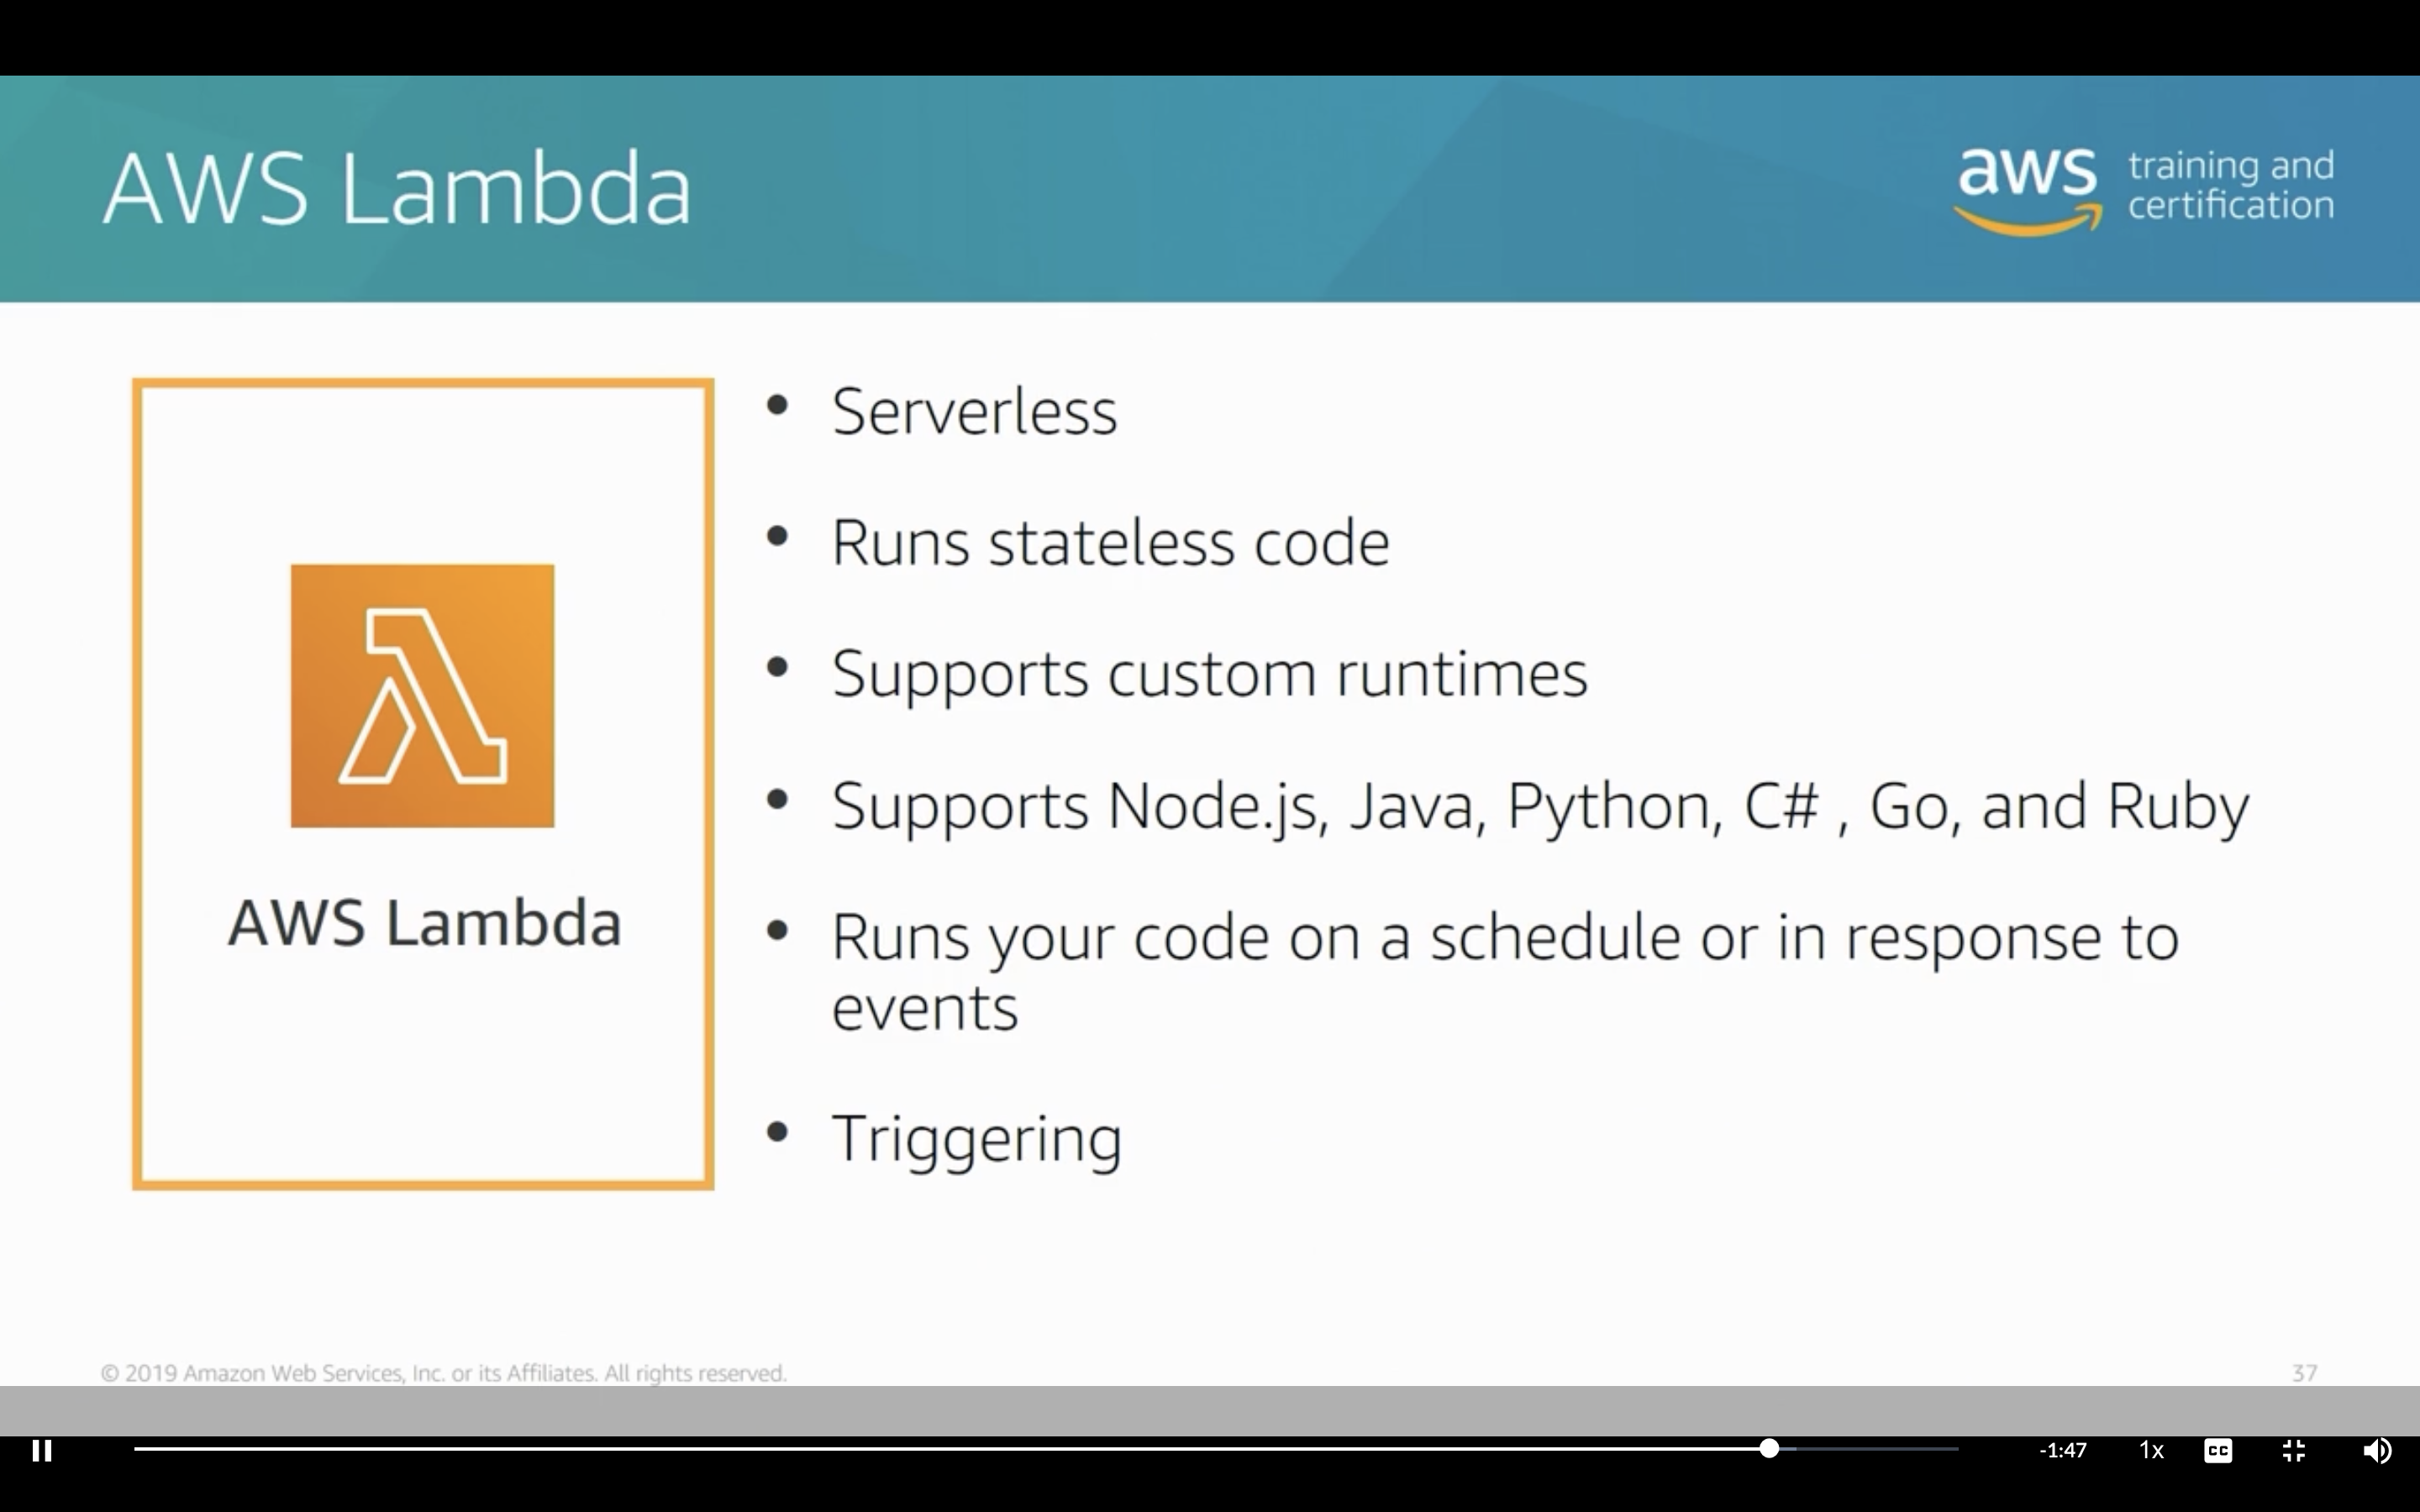 AWS Lambda
aws training and
certification
• Serverless
• Runs stateless code
• Supports custom runtimes
• Supports Node.js, Java, Python, C# , Go, and Ruby
AWS Lambda
• Runs your code on a schedule or in response to
events
• Triggering
© 2019 Amazon Web Services, Inc. or its Affiliates. All rights reserved.
37
-1:47
1x
CC